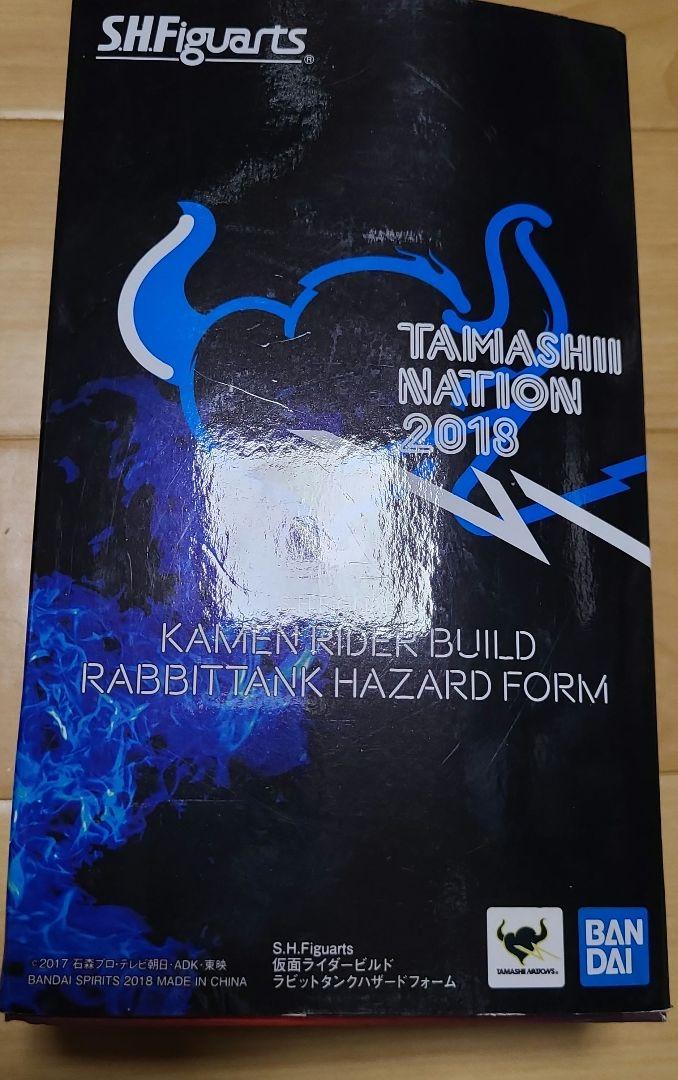 S.H.Figuarts®
TAMASHII
NATION
2018
KAMEN RIDER BUILD
RABBITTANK HAZARD FORM
©2017 石森プロ・テレビ朝日・ADK・東映
BANDAI SPIRITS 2018 MADE IN CHINA
S.H.Figuarts
仮面ライダービルド
ラビットタンクハザードフォーム
TAMASHII NATIONS®
BAN
DAI